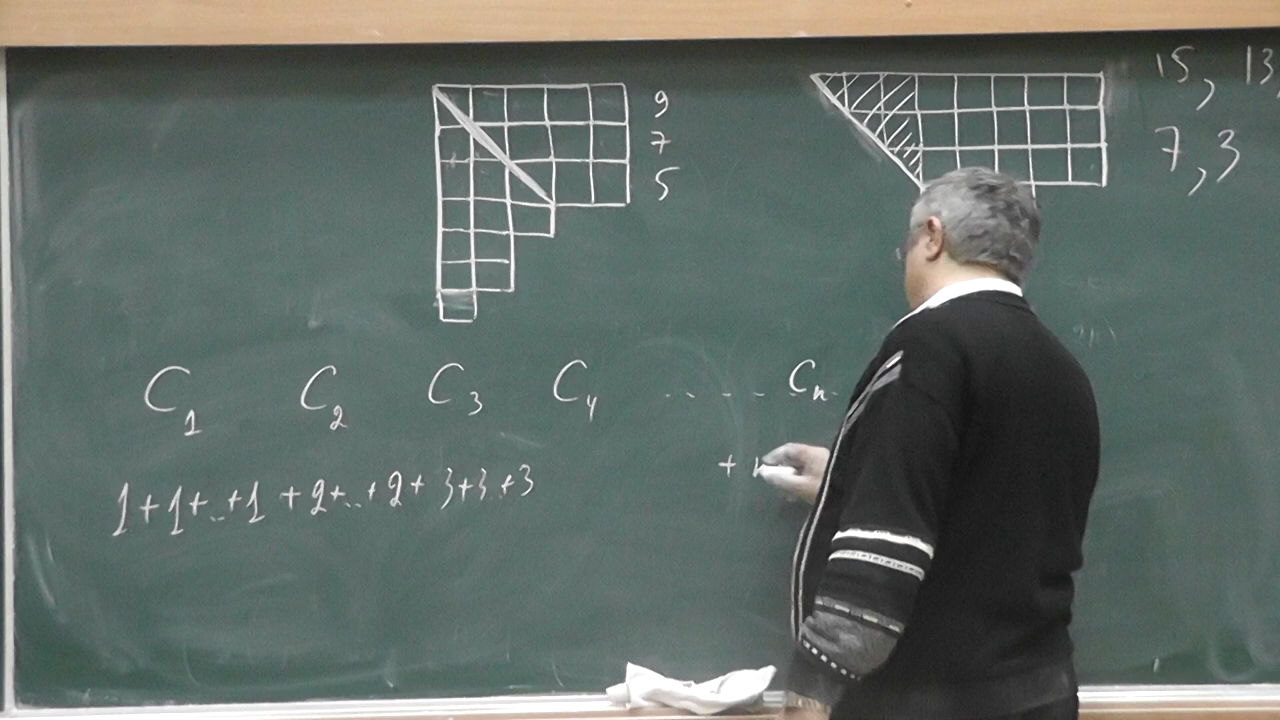 9
7
5
15, 13,
7, 3
C₁ C₂ C₃ C₄ ..... Cₙ.
1+1+..+1 +2+..+2+ 3+3..+3 +